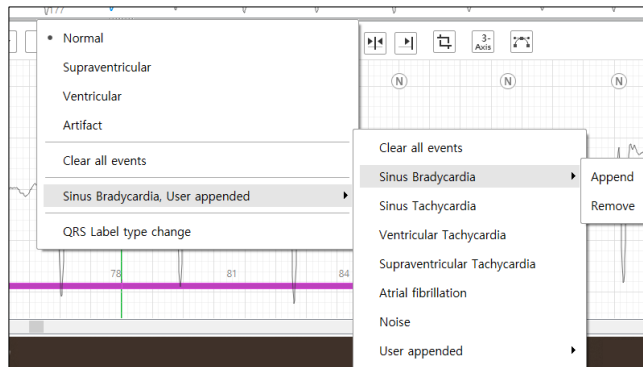 177
Normal
Supraventricular
Ventricular
Artifact
Clear all events
Sinus Bradycardia, User appended
QRS Label type change
3-
Axis
N N N
Clear all events
Sinus Bradycardia
Sinus Tachycardia
Ventricular Tachycardia
Supraventricular Tachycardia
Atrial fibrillation
Noise
User appended
Append
Remove
78 81 84